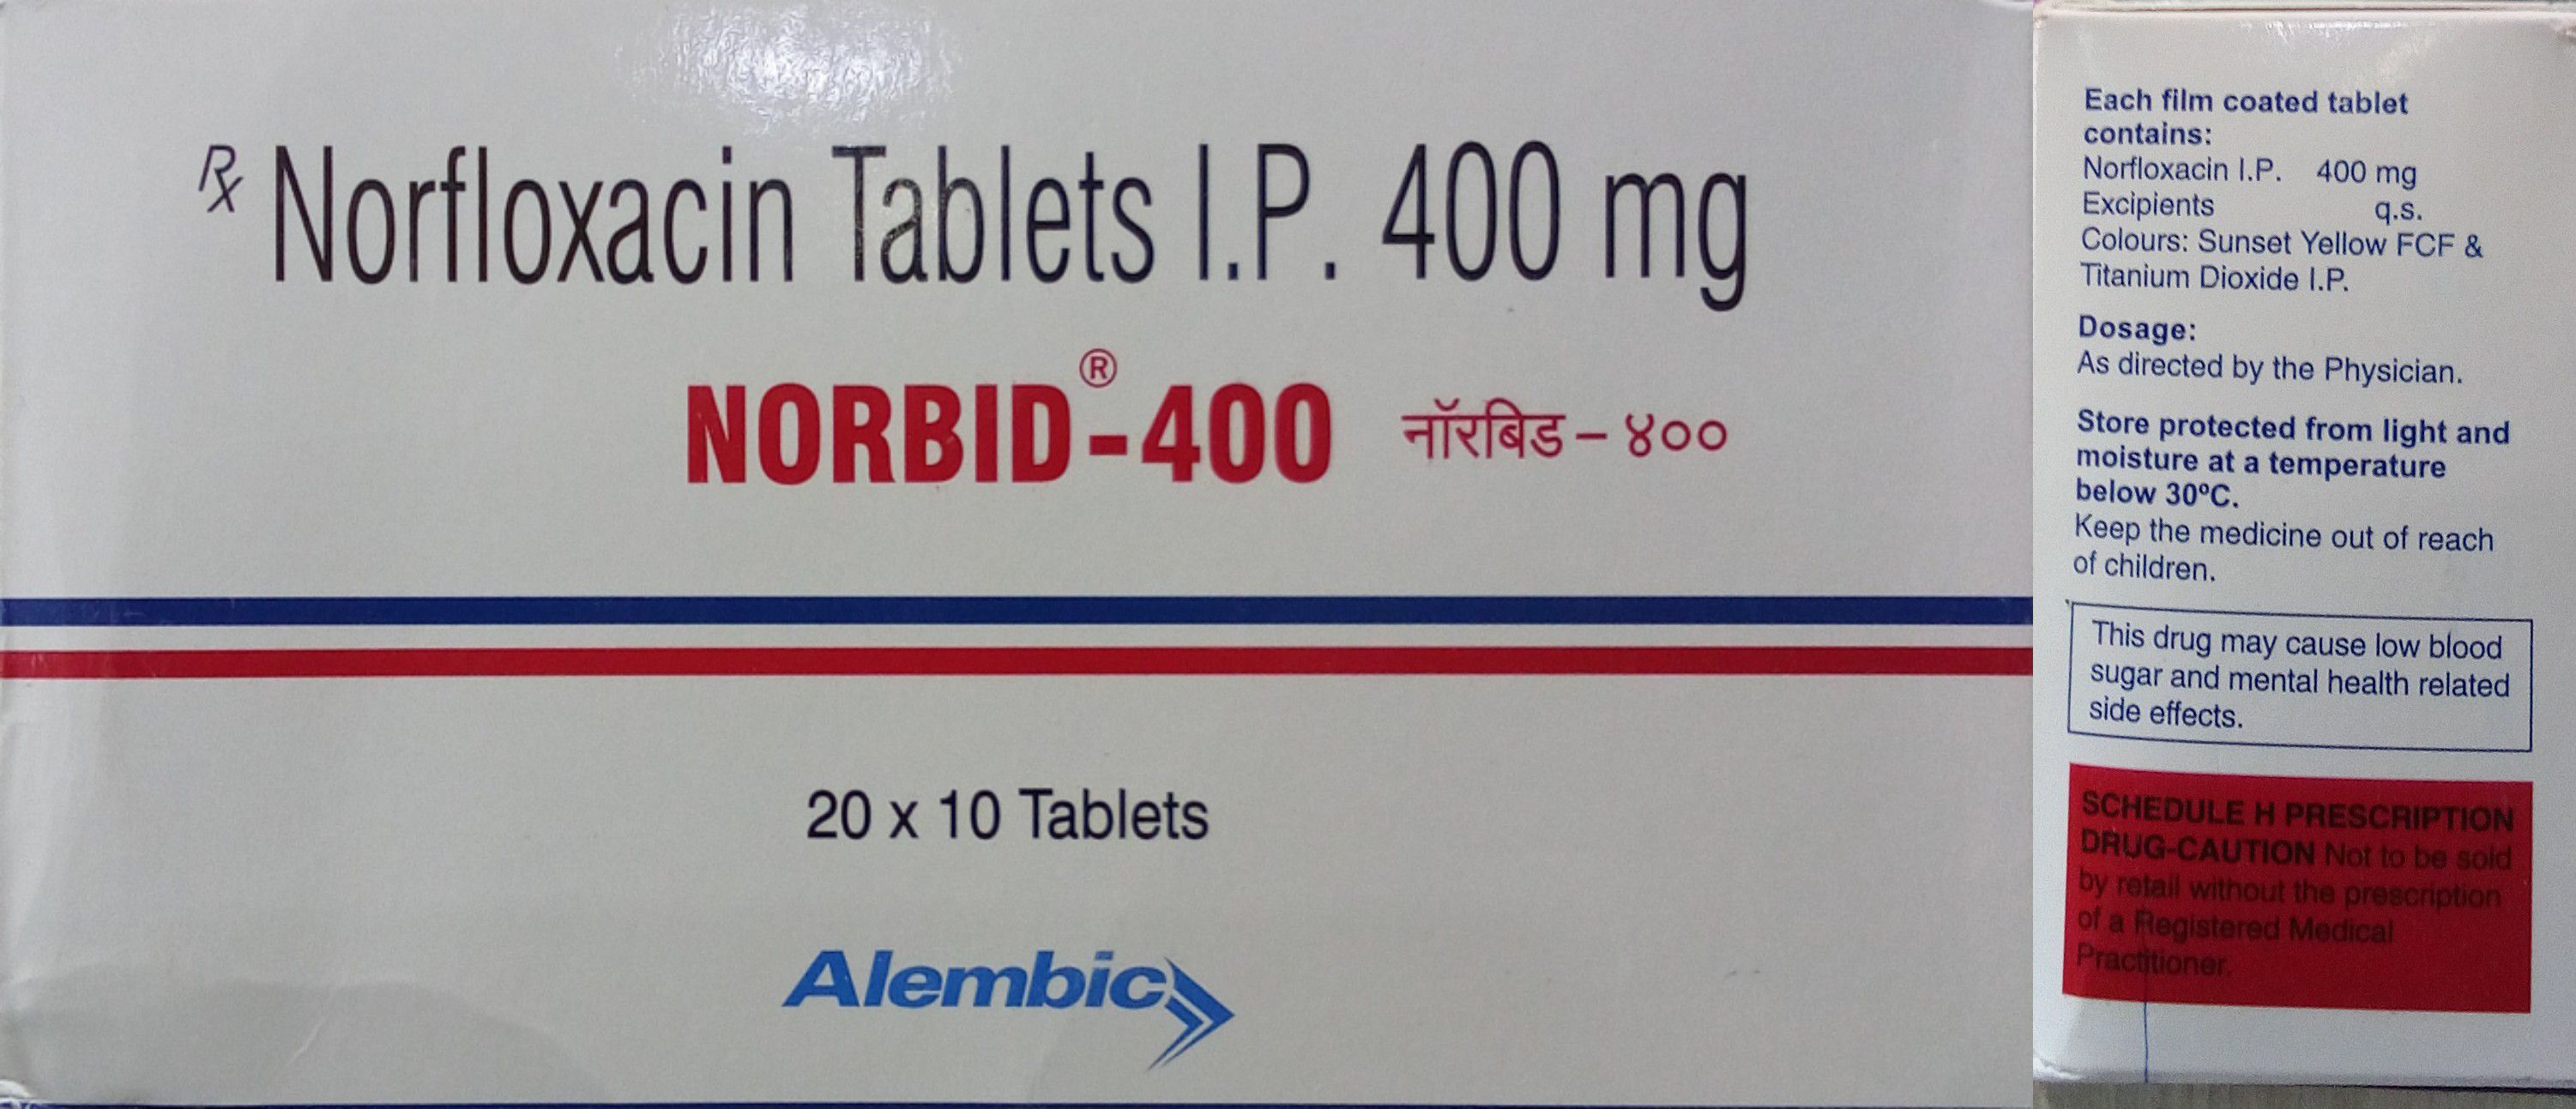 Rx Norfloxacin Tablets I.P. 400 mg
NORBID®-400 नॉरबिड – ४००
20 x 10 Tablets
Alembic
Each film coated tablet
contains:
Norfloxacin I.P. 400 mg
Excipients q.s.
Colours: Sunset Yellow FCF &
Titanium Dioxide I.P.
Dosage:
As directed by the Physician.
Store protected from light and
moisture at a temperature
below 30ºC.
Keep the medicine out of reach
of children.
This drug may cause low blood
sugar and mental health related
side effects.
SCHEDULE H PRESCRIPTION
DRUG-CAUTION Not to be sold
by retail without the prescription
of a Registered Medical
Practitioner.